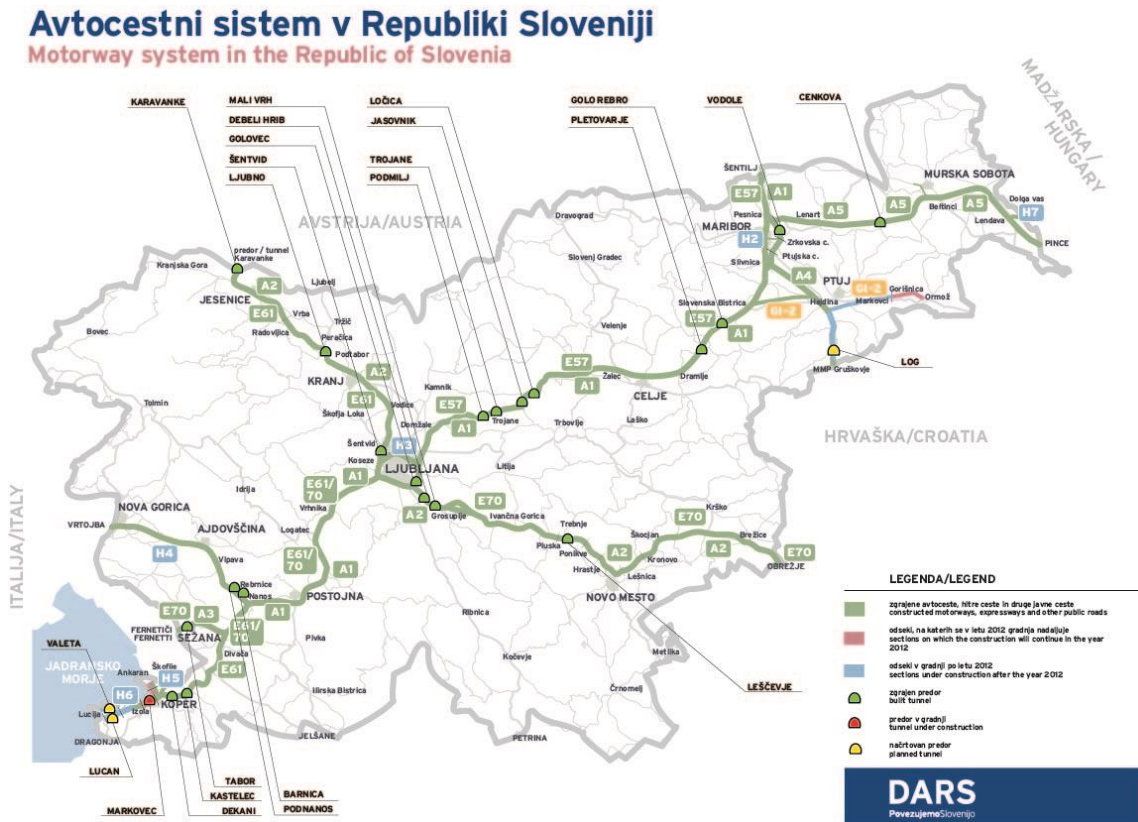 Avtocestni sistem v Republiki Sloveniji
Motorway system in the Republic of Slovenia
KARAVANKE
MALI VRH
DEBELI HRIB
GOLOVEC
ŠENTVID
LJUBNO
LOČICA
JASOVNIK
TROJANE
PODMILJ
GOLO REBRO
PLETOVARJE
VODOLE
CENKOVA
MADŽARSKA /
HUNGARY
AVSTRIJA/AUSTRIA
HRVAŠKA/CROATIA
ITALIJA/ITALY
ŠENTILJ
E57
A1
Pesnica
MARIBOR
H2
Lenart
A5
A5
MURSKA SOBOTA
Beltinci
A5
Dolga vas
H7
Lendava
PINCE
Zrkovska c.
Ptujska c.
Slivnica
A4
PTUJ
Hajdina
GI-2
Markovci
Gorišnica
Ormož
GI-2
LOG
MMP Gruškovje
Dravograd
Slovenj Gradec
Slovenska Bistrica
E57
A1
Velenje
Dramlje
E57
A1
Žalec
CELJE
Laško
Trbovlje
predor / tunnel
Karavanke
Kranjska Gora
JESENICE
A2
E61
Ljubelj
Vrba
Tržič
Radovljica
Peračica
Podtabor
Bovec
KRANJ
A2
E61
Škofja Loka
Vodice
Kamnik
Domžale
E57
A1
Trojane
Tolmin
Šentvid
Koseze
H3
LJUBLJANA
Litija
A1
E61/
70
Vrhnika
Idrija
Logatec
A2
Grosuplje
E70
Ivančna Gorica
Trebnje
Pluska
Ponikve
Hrastje
A2
Lešnica
NOVO MESTO
Kronovo
Škocjan
E70
Krško
A2
Brežice
E70
OBREŽJE
LEŠČEVJE
NOVA GORICA
VRTOJBA
AJDOVŠČINA
H4
Vipava
Rebrnice
Nanos
E61/
70
A1
POSTOJNA
A1
E61/
70
E70
A3
FERNETIČI
FERNETTI
SEŽANA
Divača
E61
Pivka
Ilirska Bistrica
Ribnica
Kočevje
Metlika
Črnomelj
JELŠANE
PETRINA
VALETA
JADRANSKO
MORJE
Ankaran
Škofije
H5
H6
KOPER
Izola
Lucija
DRAGONJA
LUCAN
MARKOVEC
TABOR
KASTELEC
DEKANI
BARNICA
PODNANOS
LEGENDA/LEGEND
zgrajene avtoceste, hitre ceste in druge javne ceste
constructed motorways, expressways and other public roads
odseki, na katerih se v letu 2012 gradnja nadaljuje
sections on which the construction will continue in the year
2012
odseki v gradnji po letu 2012
sections under construction after the year 2012
zgrajen predor
built tunnel
predor v gradnji
tunnel under construction
načrtovan predor
planned tunnel
DARS
PovezujemoSlovenijo